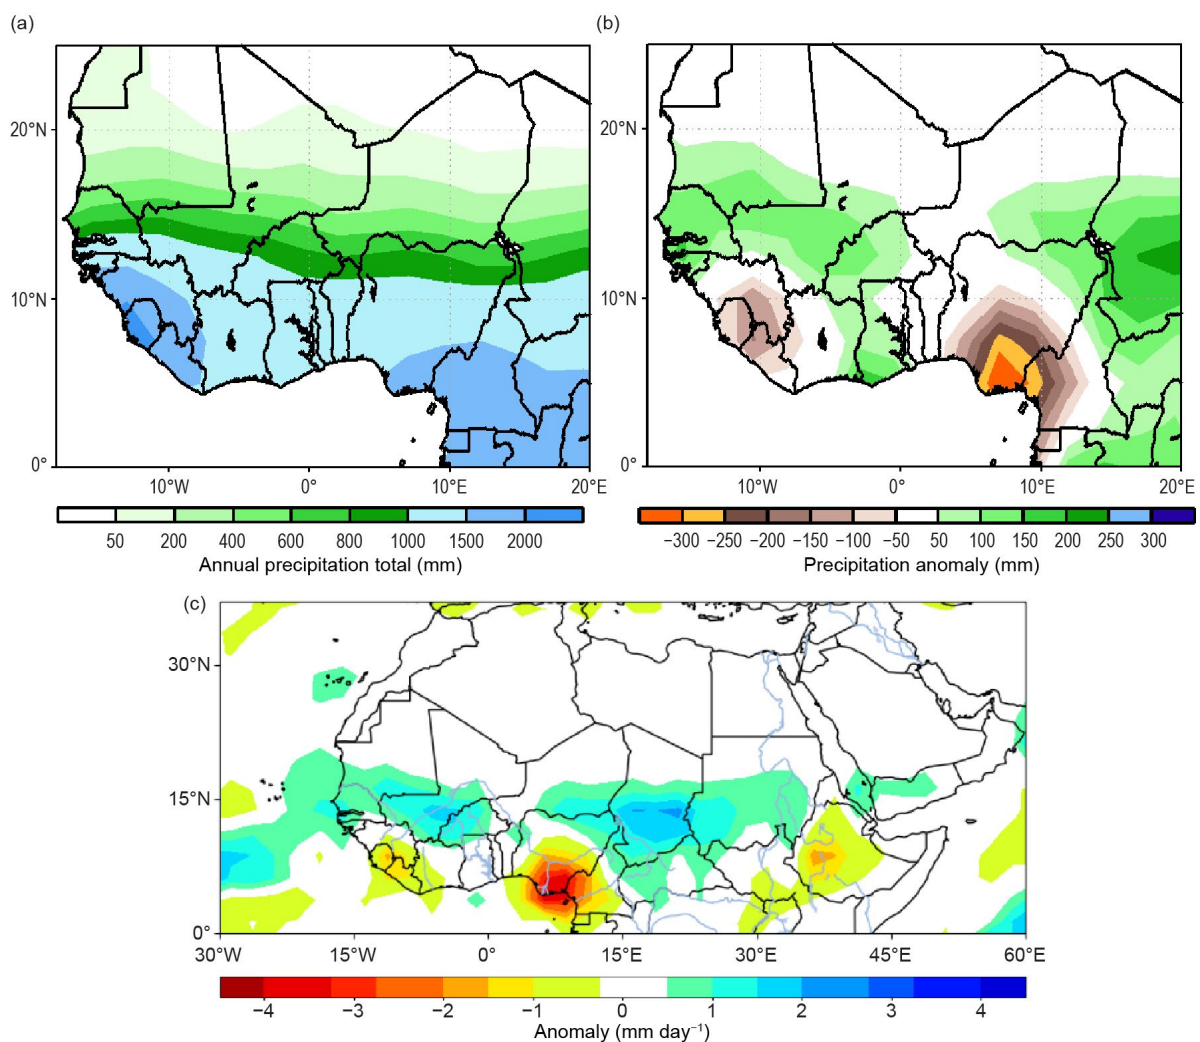 (a)
(b)
20°N
10°N
0°
10°W
0°
10°E
20°E
50
200
400
600
800
1000
1500
2000
Annual precipitation total (mm)
20°N
10°N
0°
10°W
0°
10°E
20°E
−300
−250
−200
−150
−100
−50
50
100
150
200
250
300
Precipitation anomaly (mm)
(c)
30°N
15°N
0°
30°W
15°W
0°
15°E
30°E
45°E
60°E
−4
−3
−2
−1
0
1
2
3
4
Anomaly (mm day⁻¹)